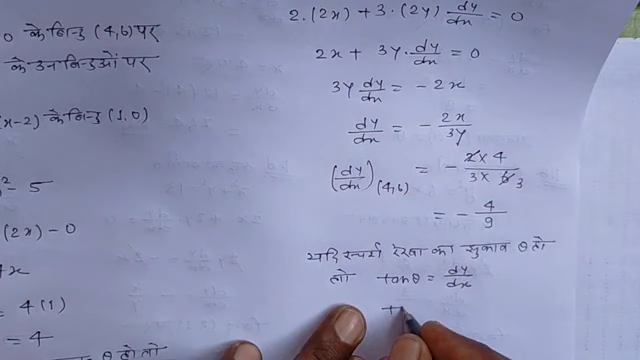 0 के बिन्दु (4,6) पर
के उन बिन्दुओं पर
(x-2) के बिन्दु (1,0)
² - 5
(2x) - 0
x
= 4(1)
= 4
θ हो तो
2.(2x) + 3.(2y) dy/dx = 0
2x + 3y. dy/dx = 0
3y dy/dx = - 2x
dy/dx = - 2x/3y
(dy/dx)(4,6) = - 2x4/3x6 3
= - 4/9
यदि स्पर्श रेखा का झुकाव θ हो
तो tanθ = dy/dx